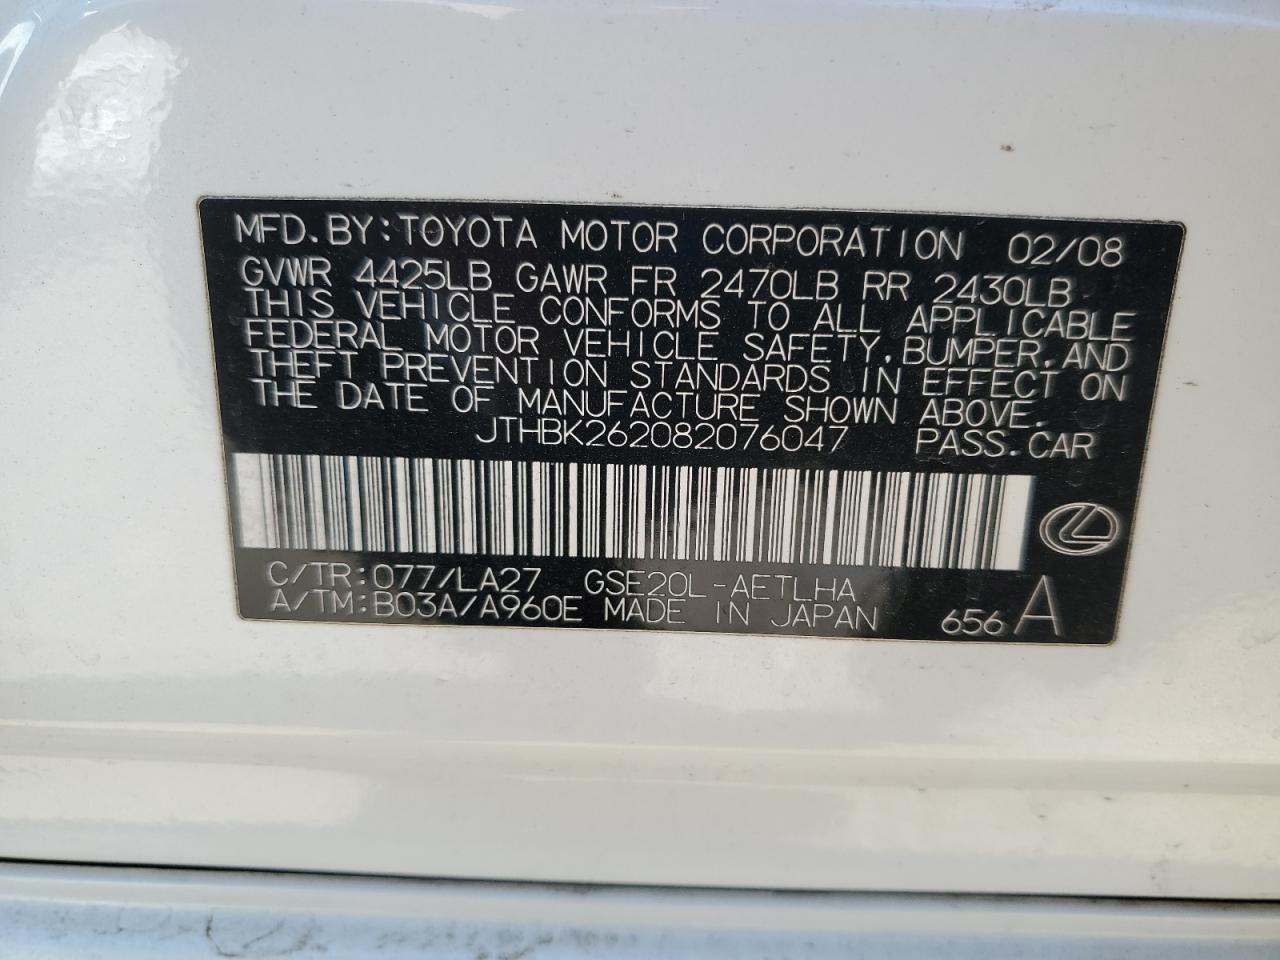 MFD. BY: TOYOTA MOTOR CORPORATION 02/08
GVWR 4425LB GAWR FR 2470LB RR 2430LB
THIS VEHICLE CONFORMS TO ALL APPLICABLE
FEDERAL MOTOR VEHICLE SAFETY, BUMPER, AND
THEFT PREVENTION STANDARDS IN EFFECT ON
THE DATE OF MANUFACTURE SHOWN ABOVE.
JTHBK262082076047 PASS. CAR
C/TR: 077/LA27 GSE20L-AETLHA
A/TM: B03A/A960E MADE IN JAPAN 656 A